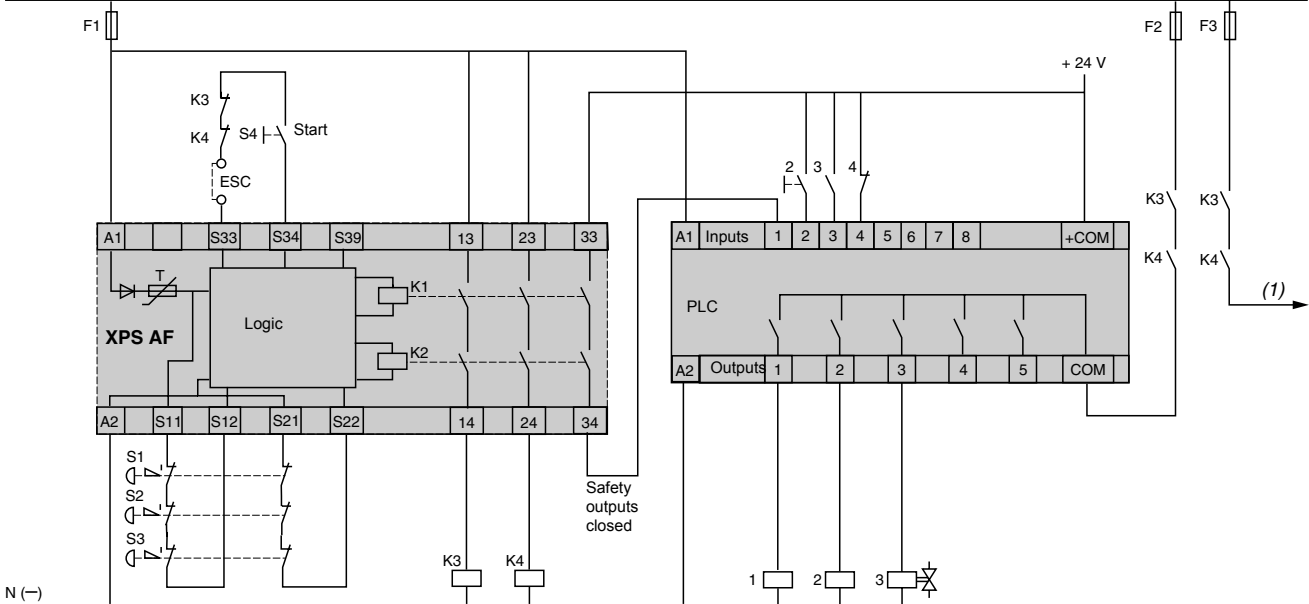 F1
F2
F3
+ 24 V
K3
K4
S4
Start
ESC
2
3
4
A1
S33
S34
S39
13
23
33
A1
Inputs
1
2
3
4
5
6
7
8
+COM
K3
K3
K4
K4
T
K1
Logic
XPS AF
K2
PLC
(1)
A2
S11
S12
S21
S22
14
24
34
A2
Outputs
1
2
3
4
5
COM
S1
S2
S3
Safety
outputs
closed
K3
K4
1
2
3
N (–)